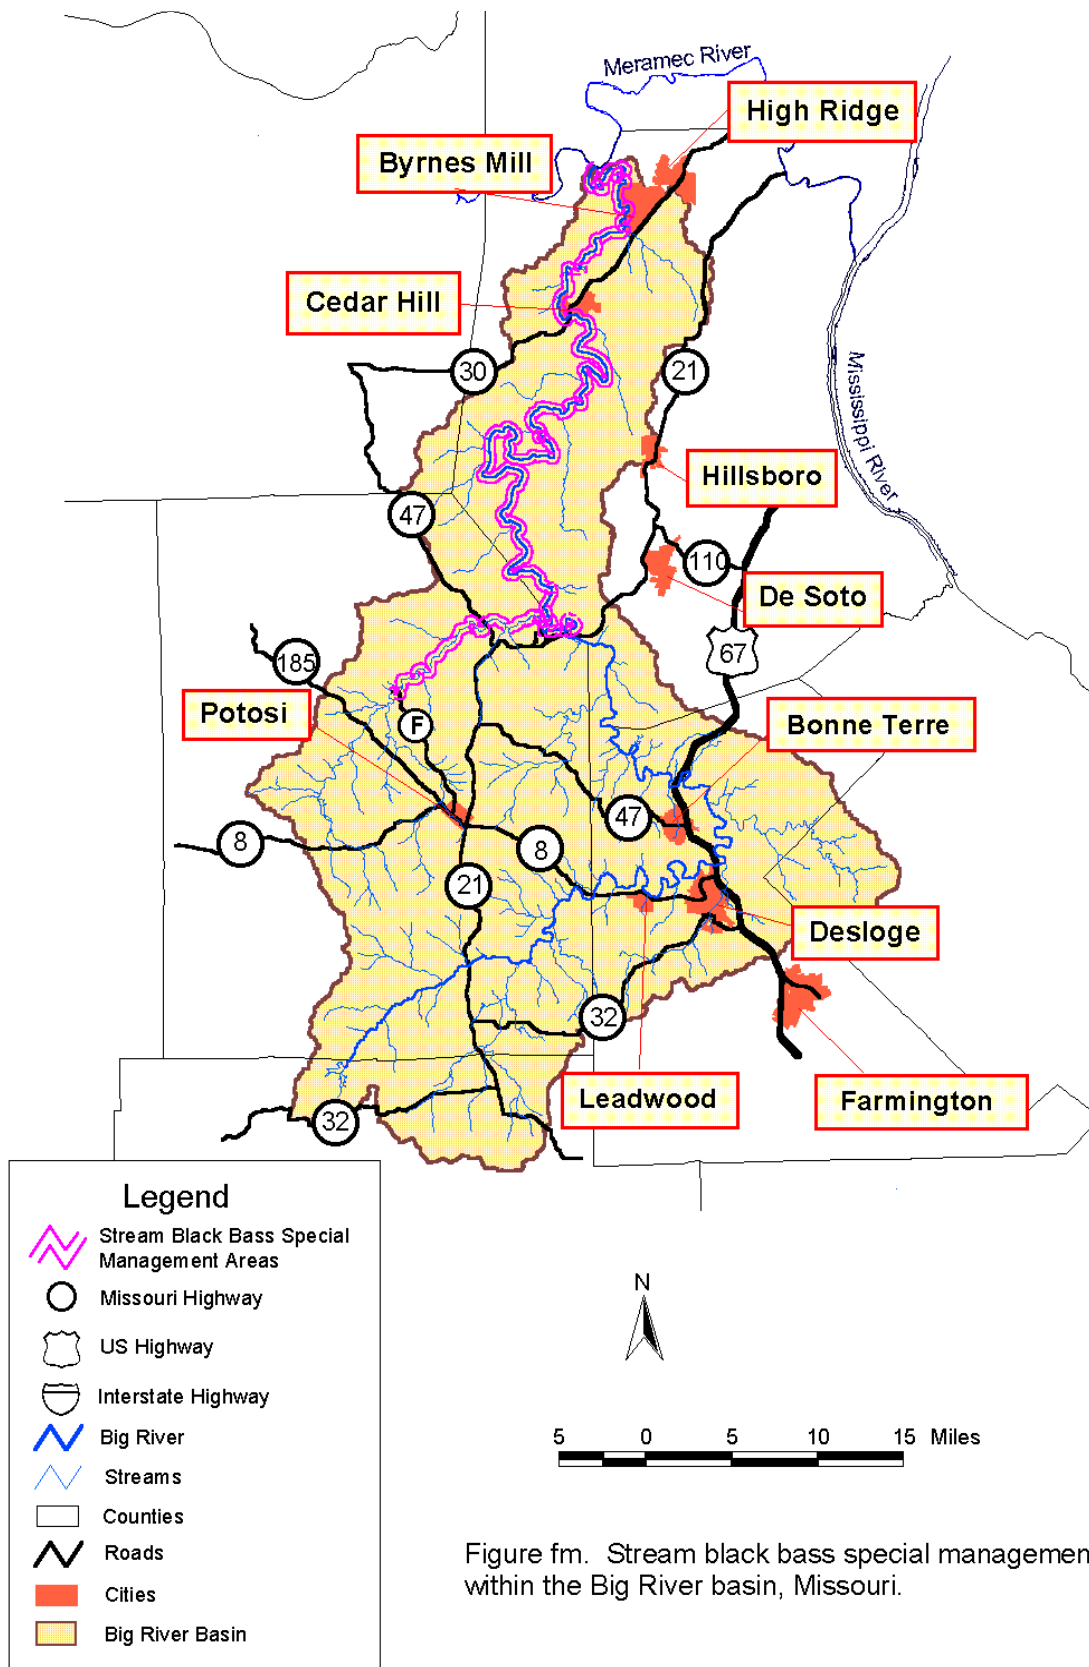 Meramec River
High Ridge
Byrnes Mill
Cedar Hill
30
21
Mississippi River
Hillsboro
47
110
De Soto
67
185
Potosi
F
Bonne Terre
47
8
8
21
Desloge
32
Leadwood
Farmington
32
Legend
Stream Black Bass Special
Management Areas
Missouri Highway
US Highway
Interstate Highway
Big River
Streams
Counties
Roads
Cities
Big River Basin
N
5 0 5 10 15 Miles
Figure fm. Stream black bass special managemen
within the Big River basin, Missouri.